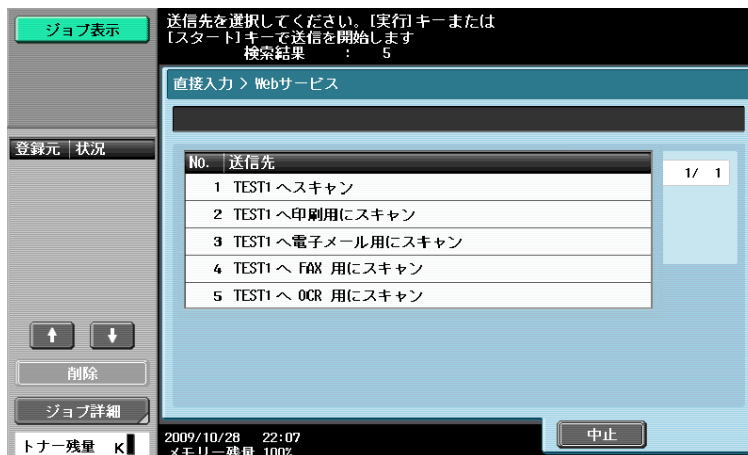 ジョブ表示
送信先を選択してください。[実行]キーまたは
[スタート]キーで送信を開始します
検索結果 : 5
直接入力 > Webサービス
登録元 状況
No. 送信先
1/ 1
1 TEST1 へスキャン
2 TEST1 へ印刷用にスキャン
3 TEST1 へ電子メール用にスキャン
4 TEST1 へ FAX 用にスキャン
5 TEST1 へ OCR 用にスキャン
削除
ジョブ詳細
トナー残量 K
2009/10/28 22:07
メモリー残量 100%
中止